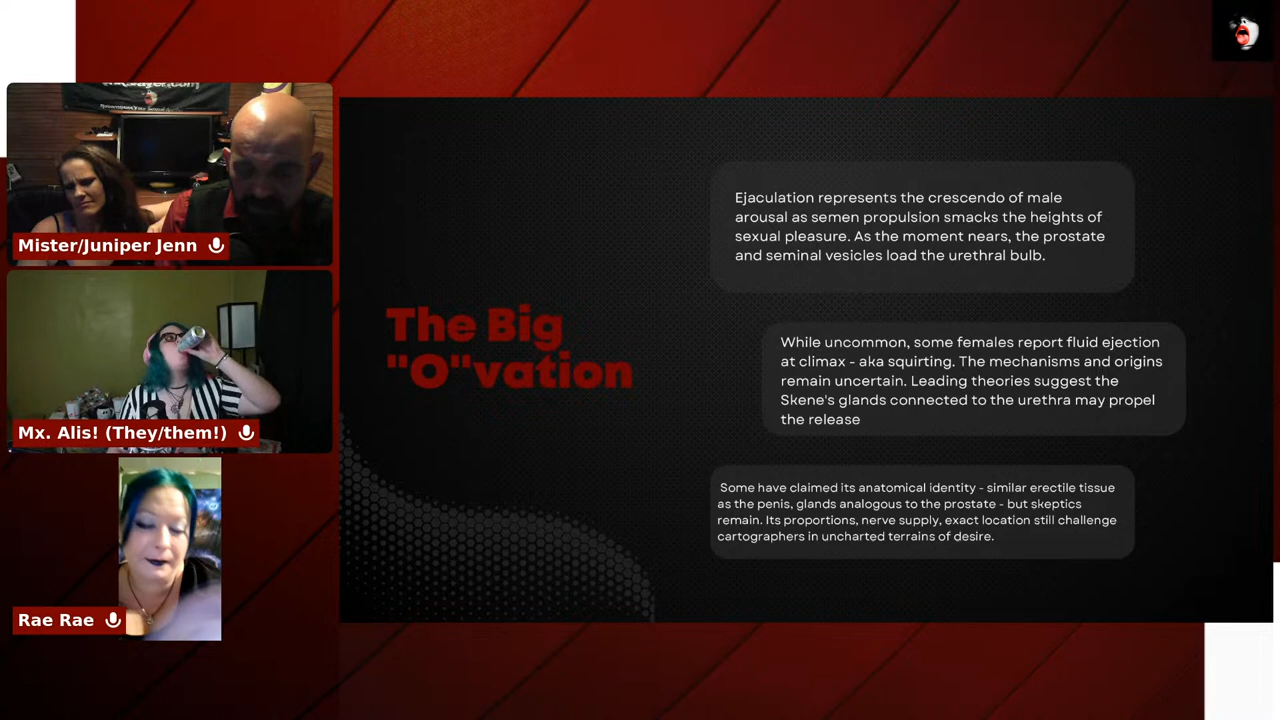 Mister/Juniper Jenn
Mx. Alis! (They/them!)
Rae Rae
The Big
"O"vation
Ejaculation represents the crescendo of male
arousal as semen propulsion smacks the heights of
sexual pleasure. As the moment nears, the prostate
and seminal vesicles load the urethral bulb.
While uncommon, some females report fluid ejection
at climax - aka squirting. The mechanisms and origins
remain uncertain. Leading theories suggest the
Skene's glands connected to the urethra may propel
the release
Some have claimed its anatomical identity - similar erectile tissue
as the penis, glands analogous to the prostate - but skeptics
remain. Its proportions, nerve supply, exact location still challenge
cartographers in uncharted terrains of desire.